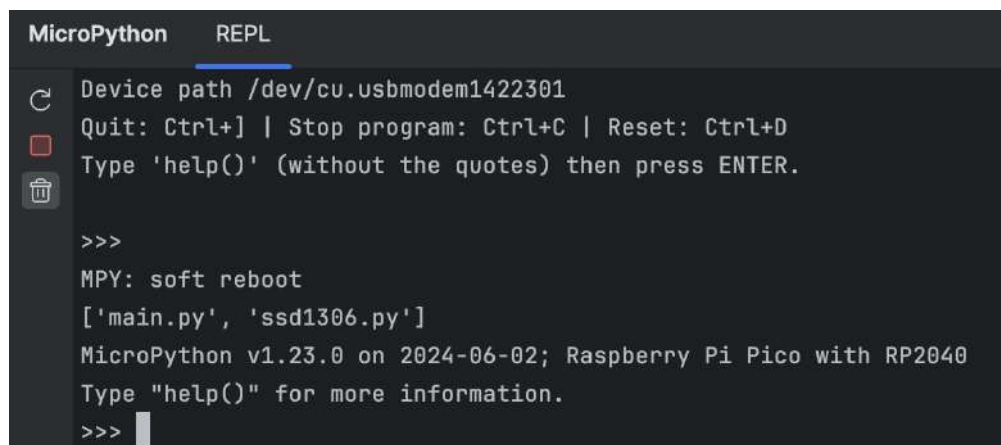 MicroPython REPL
Device path /dev/cu.usbmodem1422301
Quit: Ctrl+] | Stop program: Ctrl+C | Reset: Ctrl+D
Type 'help()' (without the quotes) then press ENTER.
>>>
MPY: soft reboot
['main.py', 'ssd1306.py']
MicroPython v1.23.0 on 2024-06-02; Raspberry Pi Pico with RP2040
Type "help()" for more information.
>>>